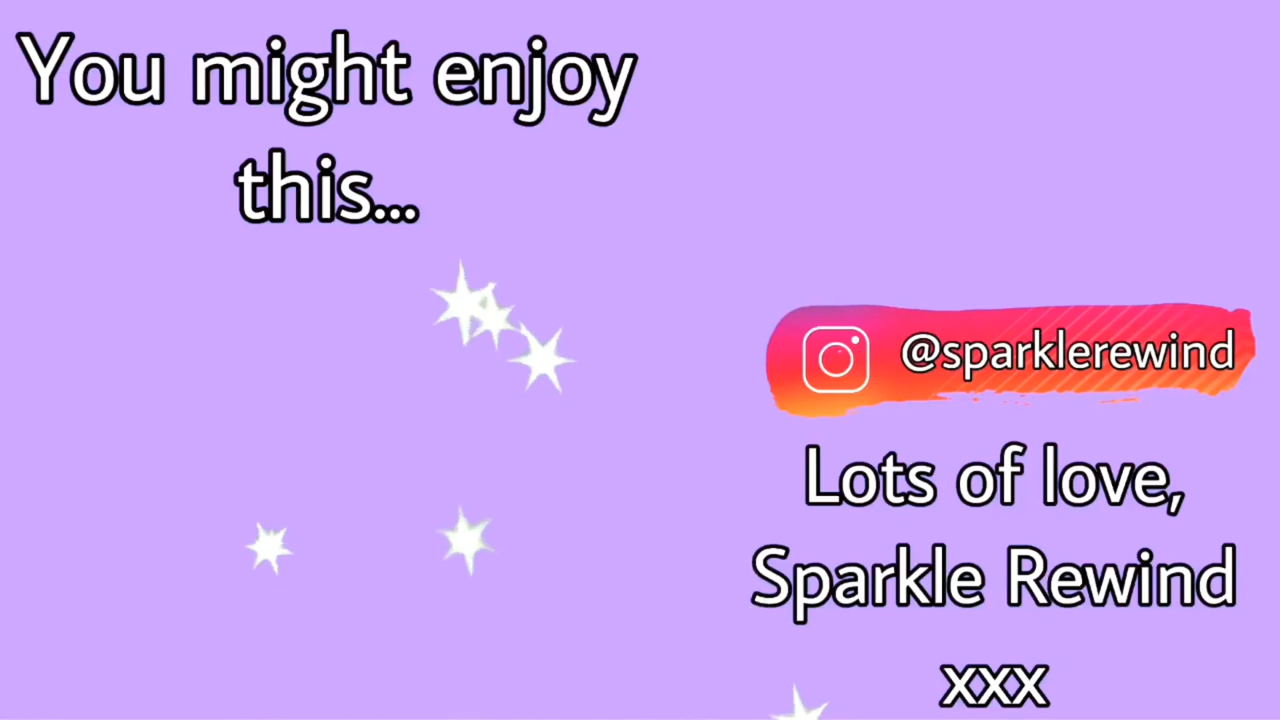 You might enjoy
this...
@sparklerewind
Lots of love,
Sparkle Rewind
xxx